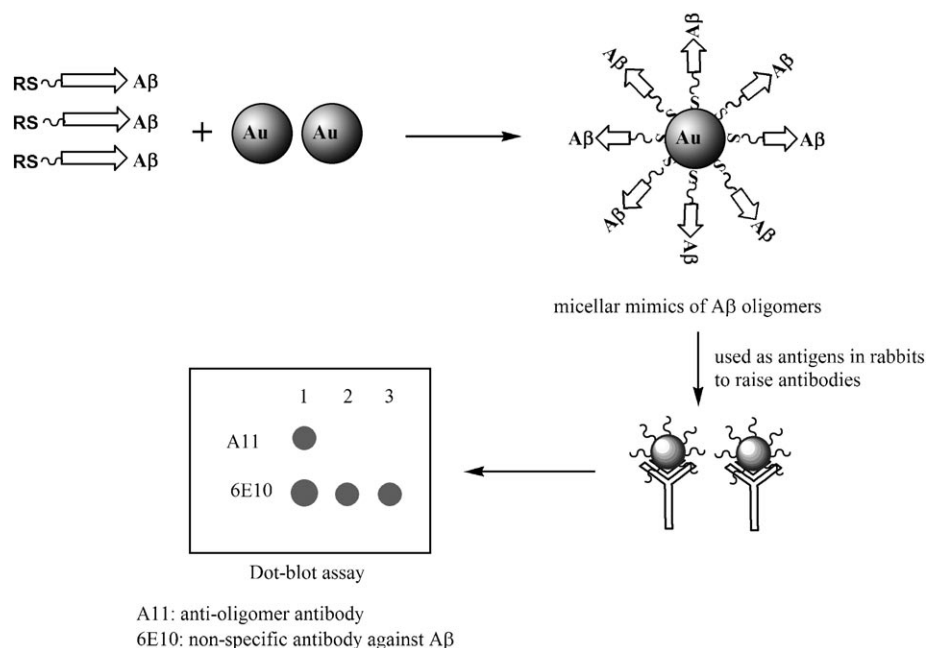 RS Aβ
RS Aβ
RS Aβ
+
Au Au
Aβ
Aβ
Aβ
Aβ
S
S
S
S
Au
S
S
S
S
Aβ
Aβ
Aβ
Aβ
micellar mimics of Aβ oligomers
used as antigens in rabbits
to raise antibodies
1 2 3
A11
6E10
Dot-blot assay
A11: anti-oligomer antibody
6E10: non-specific antibody against Aβ